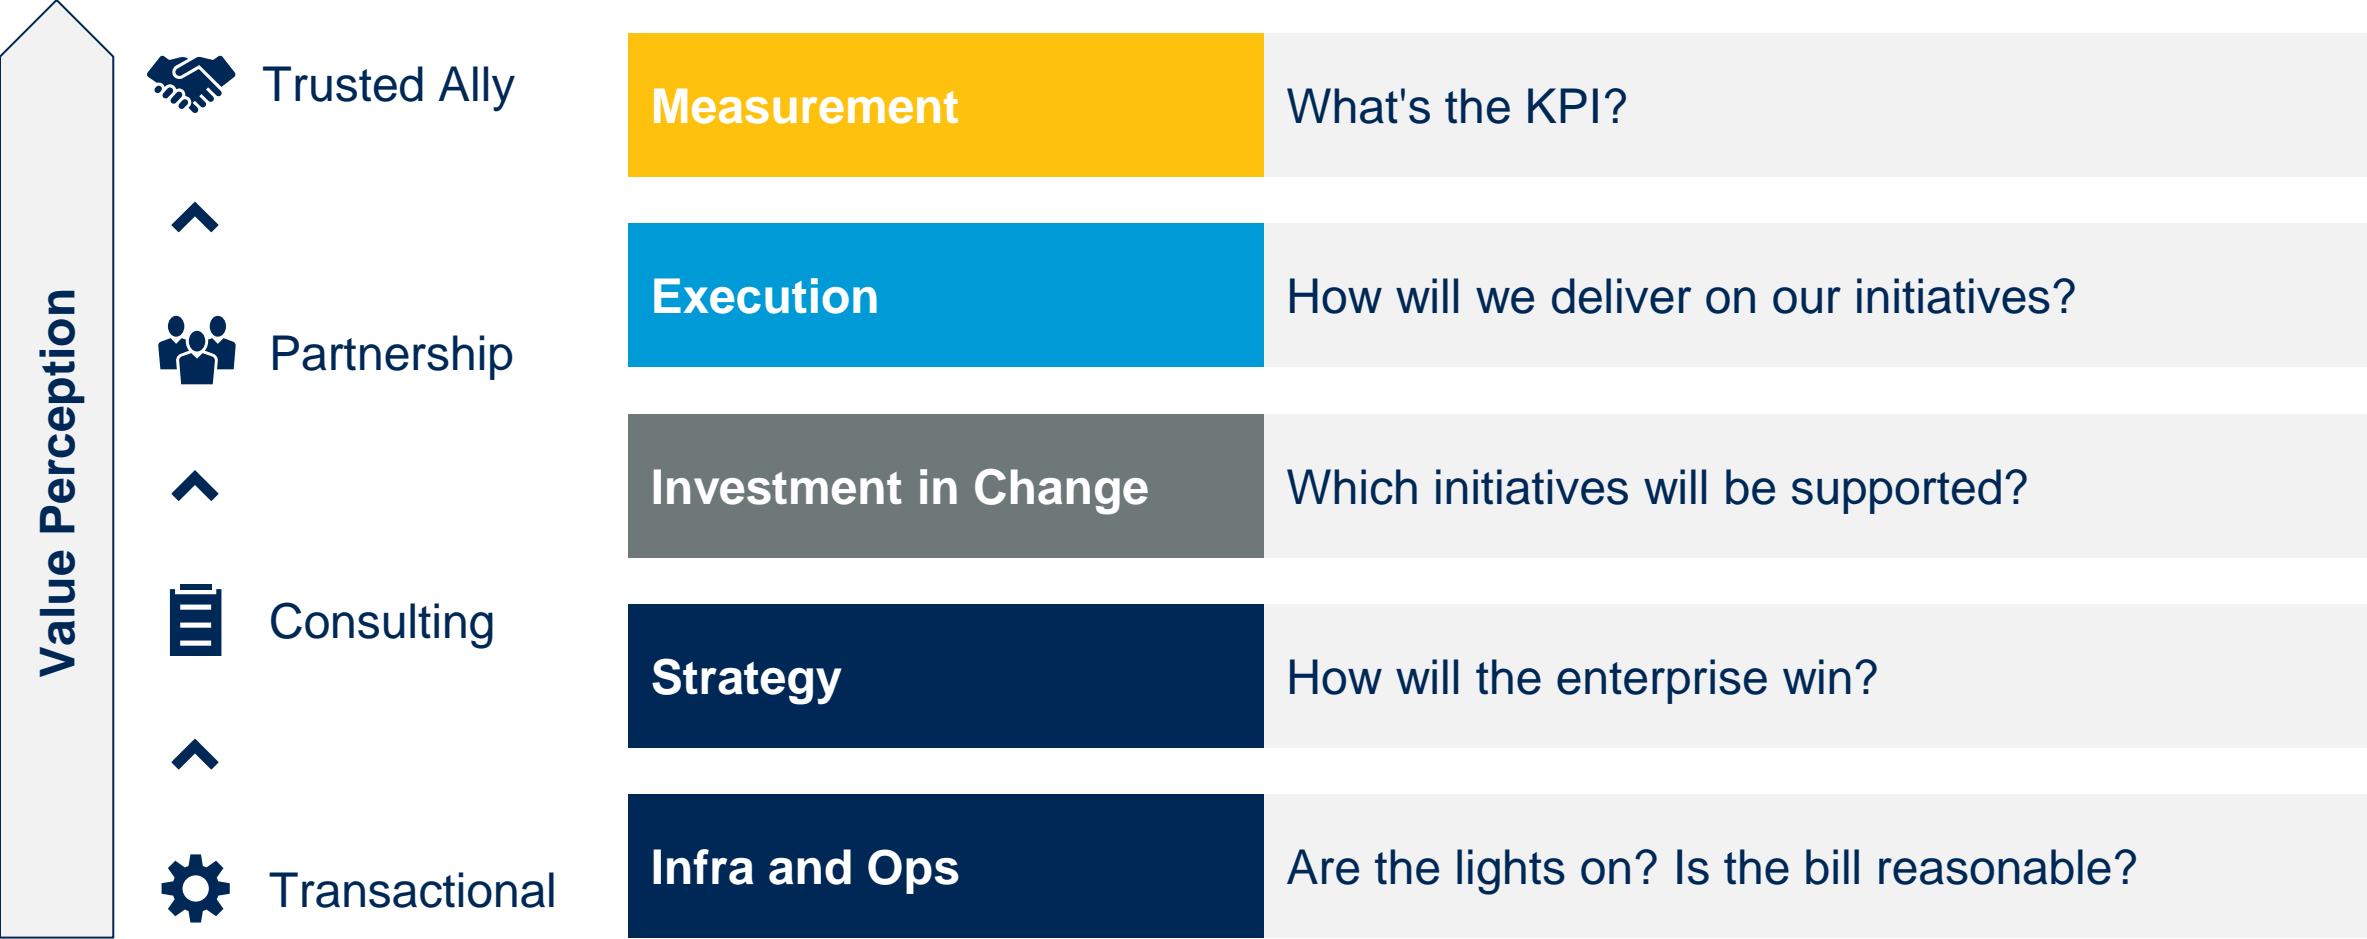 Value Perception
Trusted Ally
Partnership
Consulting
Transactional
Measurement
What's the KPI?
Execution
How will we deliver on our initiatives?
Investment in Change
Which initiatives will be supported?
Strategy
How will the enterprise win?
Infra and Ops
Are the lights on? Is the bill reasonable?